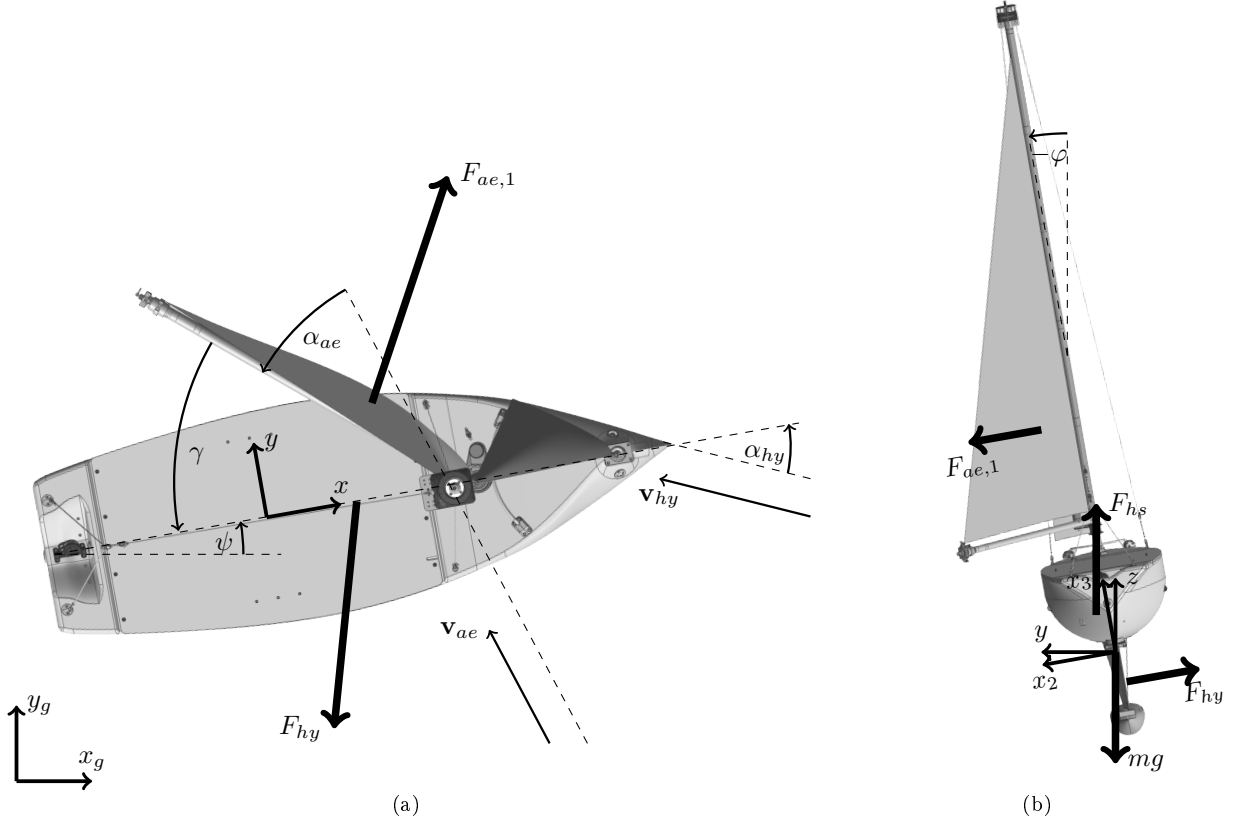 F_{ae,1}
α_{ae}
γ
y
x
ψ
α_{hy}
v_{hy}
v_{ae}
F_{hy}
y_g
x_g
(a)
−φ
F_{ae,1}
F_{hs}
x_3
z
y
x_2
F_{hy}
mg
(b)